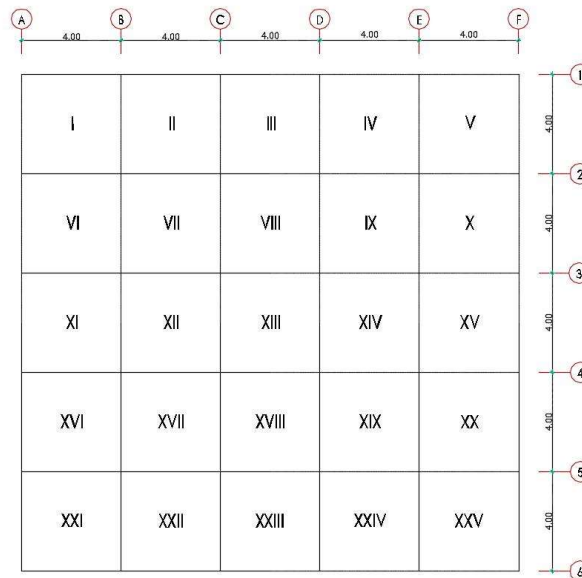 A B C D E F
4.00 4.00 4.00 4.00 4.00
1
I II III IV V
4.00
2
VI VII VIII IX X
4.00
3
XI XII XIII XIV XV
4.00
4
XVI XVII XVIII XIX XX
4.00
5
XXI XXII XXIII XXIV XXV
4.00
6